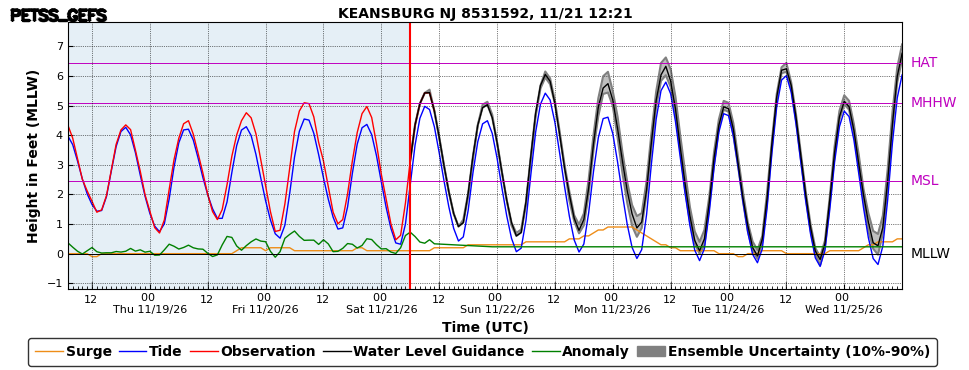 PETSS_GEFS
KEANSBURG NJ 8531592, 11/21 12:21
Height in Feet (MLLW)
7
6
5
4
3
2
1
0
−1
HAT
MHHW
MSL
MLLW
12 00 12 00 12 00 12 00 12 00 12 00 12 00
Thu 11/19/26 Fri 11/20/26 Sat 11/21/26 Sun 11/22/26 Mon 11/23/26 Tue 11/24/26 Wed 11/25/26
Time (UTC)
Surge Tide Observation Water Level Guidance Anomaly Ensemble Uncertainty (10%-90%)